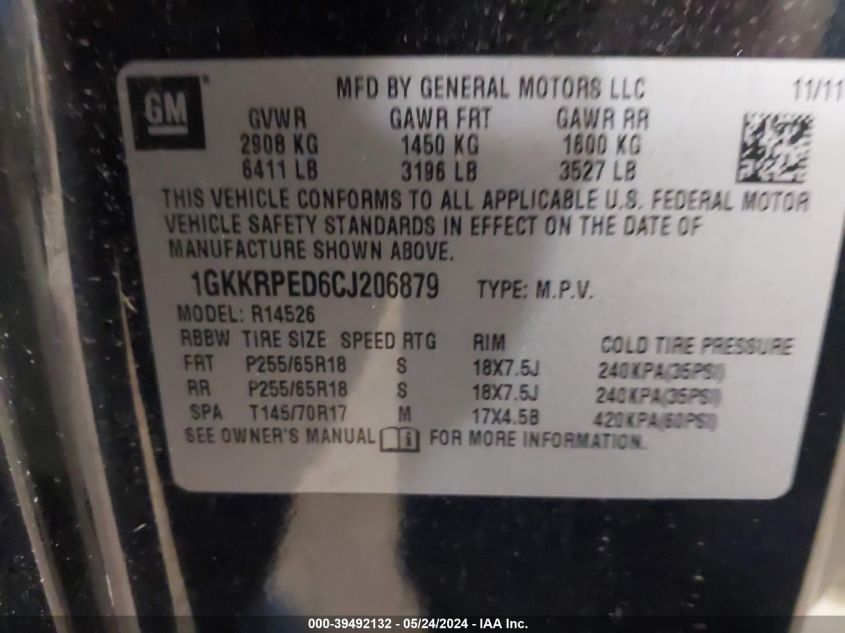 GM MFD BY GENERAL MOTORS LLC 11/11
GVWR GAWR FRT GAWR RR
2908 KG 1450 KG 1600 KG
6411 LB 3196 LB 3527 LB
THIS VEHICLE CONFORMS TO ALL APPLICABLE U.S. FEDERAL MOTOR
VEHICLE SAFETY STANDARDS IN EFFECT ON THE DATE OF
MANUFACTURE SHOWN ABOVE.
1GKKRPED6CJ206879 TYPE: M.P.V.
MODEL: R14526
RBBW TIRE SIZE SPEED RTG RIM COLD TIRE PRESSURE
FRT P255/65R18 S 18X7.5J 240KPA(35PSI)
RR P255/65R18 S 18X7.5J 240KPA(35PSI)
SPA T145/70R17 M 17X4.5B 420KPA(60PSI)
SEE OWNER'S MANUAL FOR MORE INFORMATION.
000-39492132 - 05/24/2024 - IAA Inc.